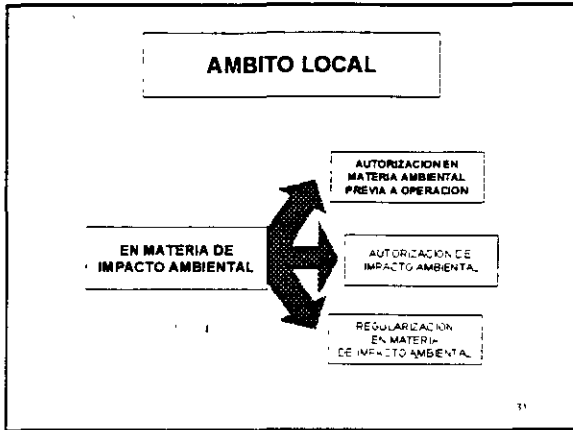 AMBITO LOCAL
AUTORIZACION EN
MATERIA AMBIENTAL
PREVIA A OPERACION
EN MATERIA DE
IMPACTO AMBIENTAL
AUTORIZACION DE
IMPACTO AMBIENTAL
REGULARIZACION
EN MATERIA
DE IMPACTO AMBIENTAL
31